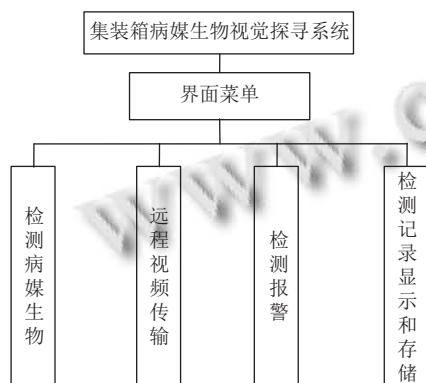 集装箱病媒生物视觉探寻系统
界面菜单
检测病媒生物
远程视频传输
检测报警
检测记录显示和存储
www.c